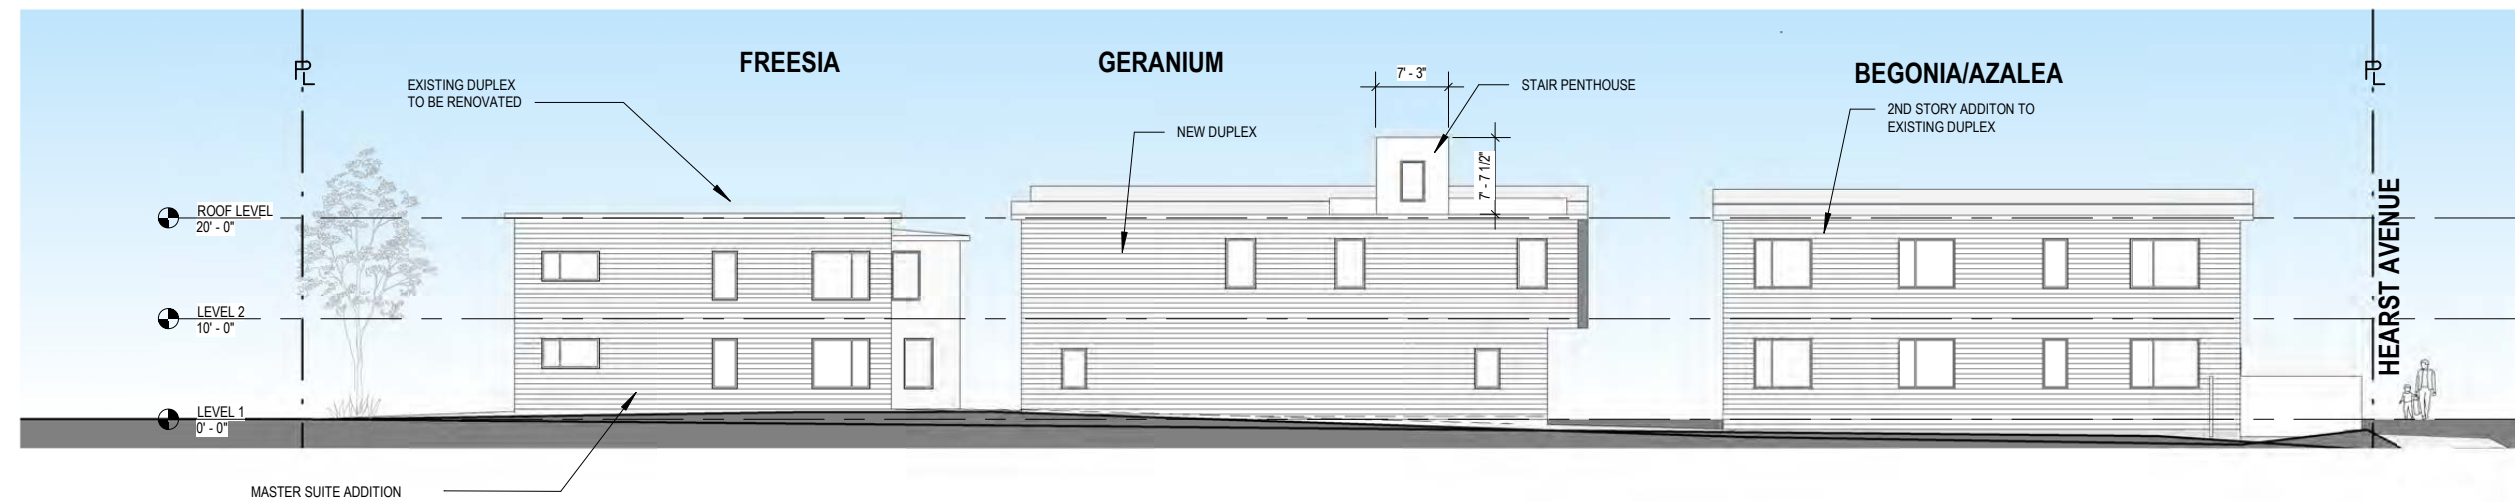 FREESIA
GERANIUM
BEGONIA/AZALEA
PL
PL
EXISTING DUPLEX
TO BE RENOVATED
7' - 3"
STAIR PENTHOUSE
NEW DUPLEX
2ND STORY ADDITON TO
EXISTING DUPLEX
7' - 7 1/2"
HEARST AVENUE
ROOF LEVEL
20' - 0"
LEVEL 2
10' - 0"
LEVEL 1
0' - 0"
MASTER SUITE ADDITION